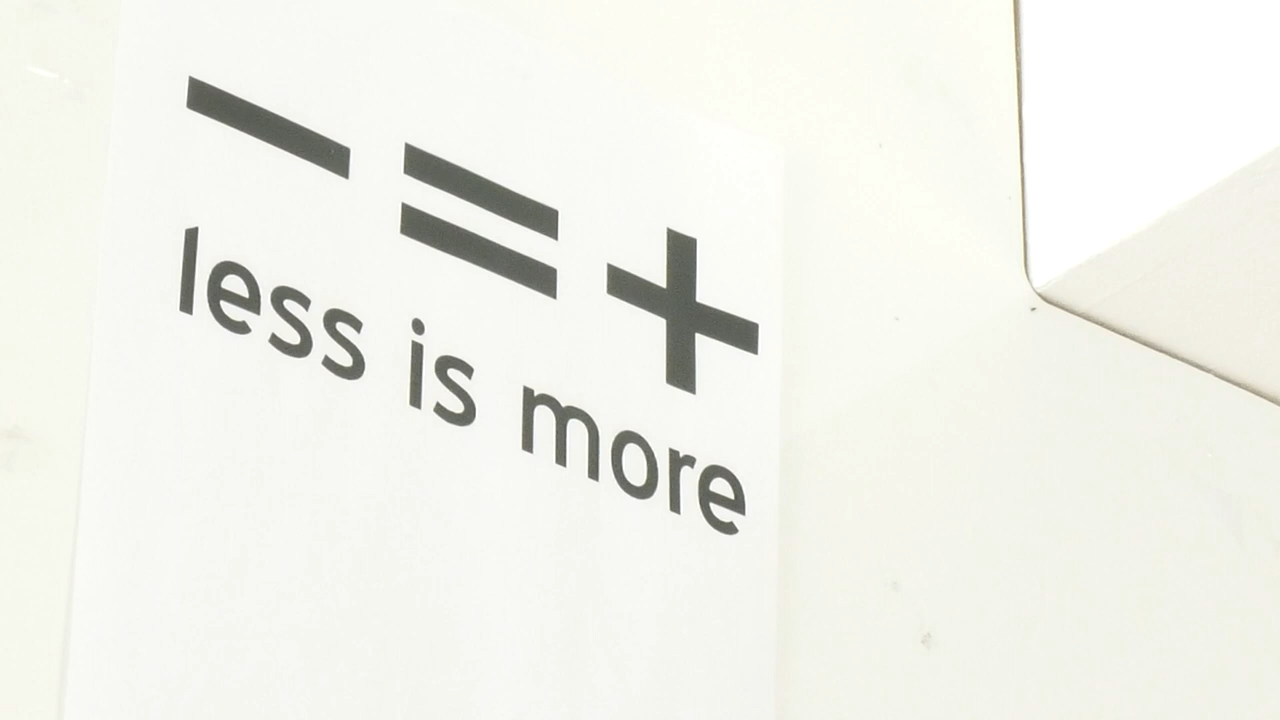 − = +
less is more